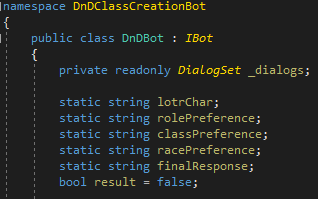 namespace DnDClassCreationBot
{
public class DnDBot : IBot
{
private readonly DialogSet _dialogs;
static string lotrChar;
static string rolePreference;
static string classPreference;
static string racePreference;
static string finalResponse;
bool result = false;